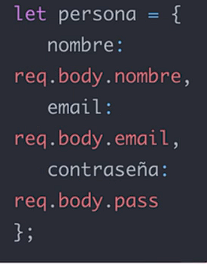 let persona = {
nombre:
req.body.nombre,
email:
req.body.email,
contraseña:
req.body.pass
};